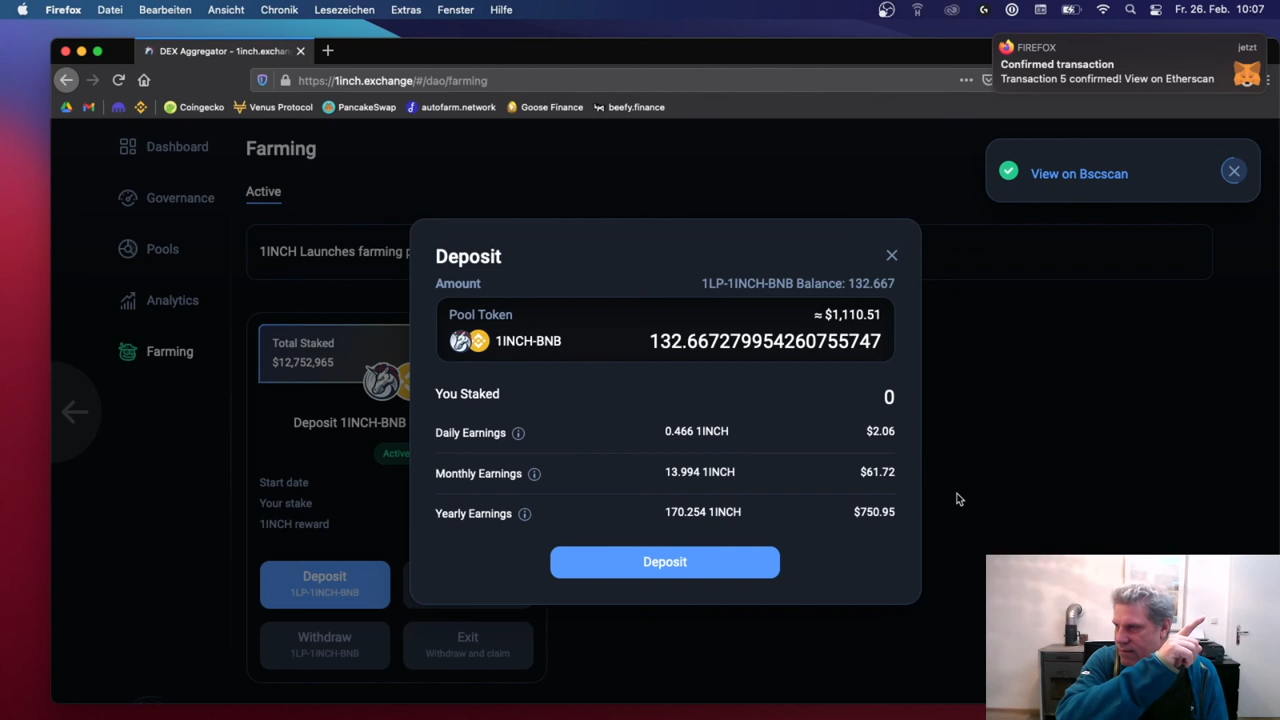 Firefox Datei Bearbeiten Ansicht Chronik Lesezeichen Extras Fenster Hilfe Fr. 26. Feb. 10:07
DEX Aggregator - 1inch.exchan
FIREFOX jetzt
Confirmed transaction
Transaction 5 confirmed! View on Etherscan
https://1inch.exchange/#/dao/farming
Coingecko Venus Protocol PancakeSwap autofarm.network Goose Finance beefy.finance
Dashboard
Governance
Pools
Analytics
Farming
Farming
Active
View on Bscscan
1INCH Launches farming p
Total Staked
$12,752,965
Deposit 1INCH-BNB
Active
Start date
Your stake
1INCH reward
Deposit
1LP-1INCH-BNB
Withdraw
1LP-1INCH-BNB
Exit
Withdraw and claim
Deposit
Amount 1LP-1INCH-BNB Balance: 132.667
Pool Token ≈ $1,110.51
1INCH-BNB 132.667279954260755747
You Staked 0
Daily Earnings 0.466 1INCH $2.06
Monthly Earnings 13.994 1INCH $61.72
Yearly Earnings 170.254 1INCH $750.95
Deposit